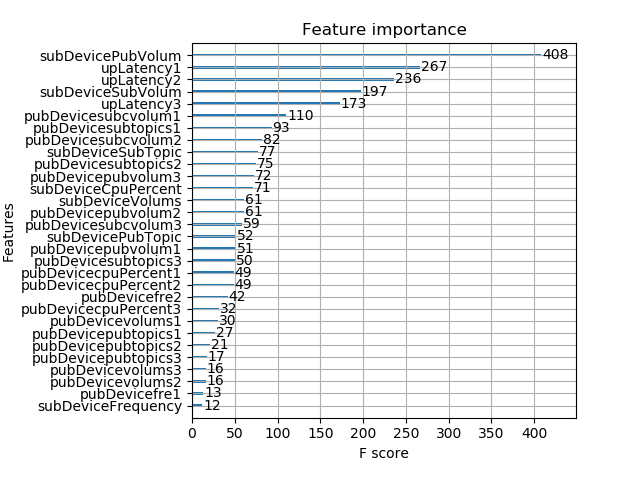 Feature importance
Features
subDevicePubVolum 408
upLatency1 267
upLatency2 236
subDeviceSubVolum 197
upLatency3 173
pubDevicesubcvolum1 110
pubDevicesubtopics1 93
pubDevicesubcvolum2 82
subDeviceSubTopic 77
pubDevicesubtopics2 75
pubDevicepubvolum3 72
subDeviceCpuPercent 71
subDeviceVolums 61
pubDevicepubvolum2 61
pubDevicesubcvolum3 59
subDevicePubTopic 52
pubDevicepubvolum1 51
pubDevicesubtopics3 50
pubDevicecpuPercent1 49
pubDevicecpuPercent2 49
pubDevicefre2 42
pubDevicecpuPercent3 32
pubDevicevolums1 30
pubDevicepubtopics1 27
pubDevicepubtopics2 21
pubDevicepubtopics3 17
pubDevicevolums3 16
pubDevicevolums2 16
pubDevicefre1 13
subDeviceFrequency 12
0 50 100 150 200 250 300 350 400
F score